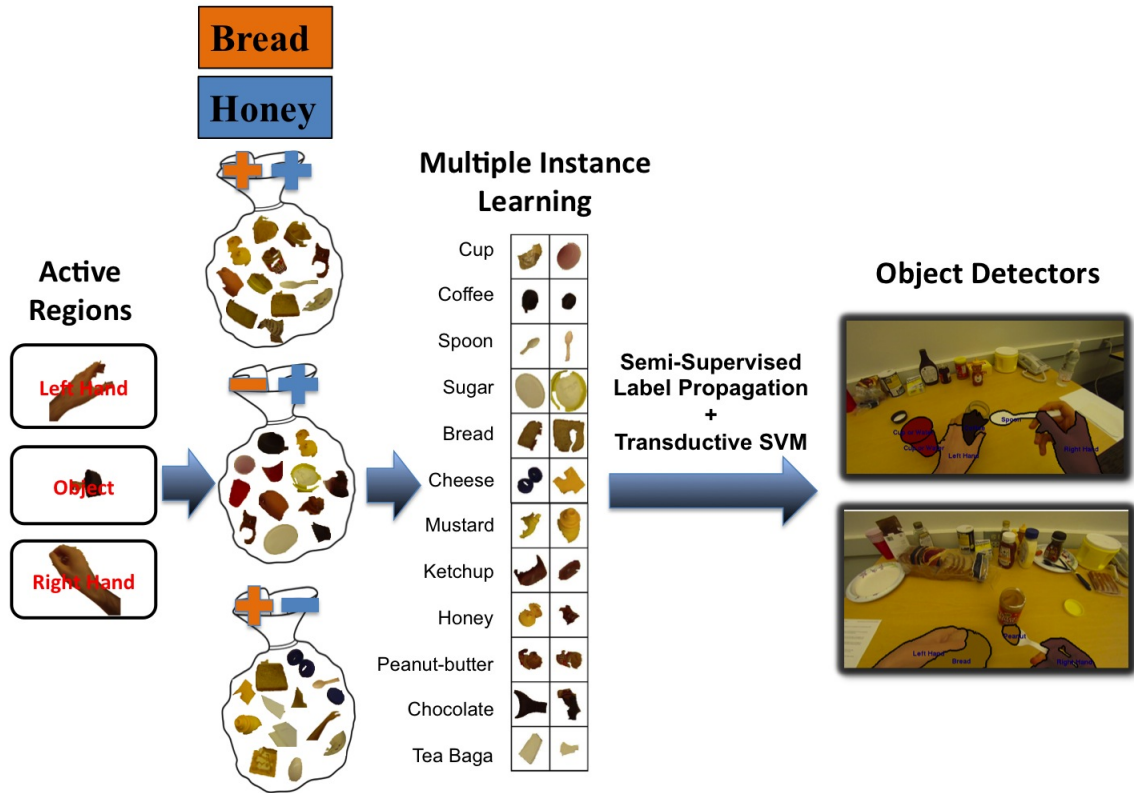 Bread
Honey
Multiple Instance
Learning
Active
Regions
Left Hand
Object
Right Hand
Cup
Coffee
Spoon
Sugar
Bread
Cheese
Mustard
Ketchup
Honey
Peanut-butter
Chocolate
Tea Baga
Semi-Supervised
Label Propagation
+
Transductive SVM
Object Detectors
Spoon
Left Hand
Right Hand
Peanut
Left Hand
Bread
Right Hand